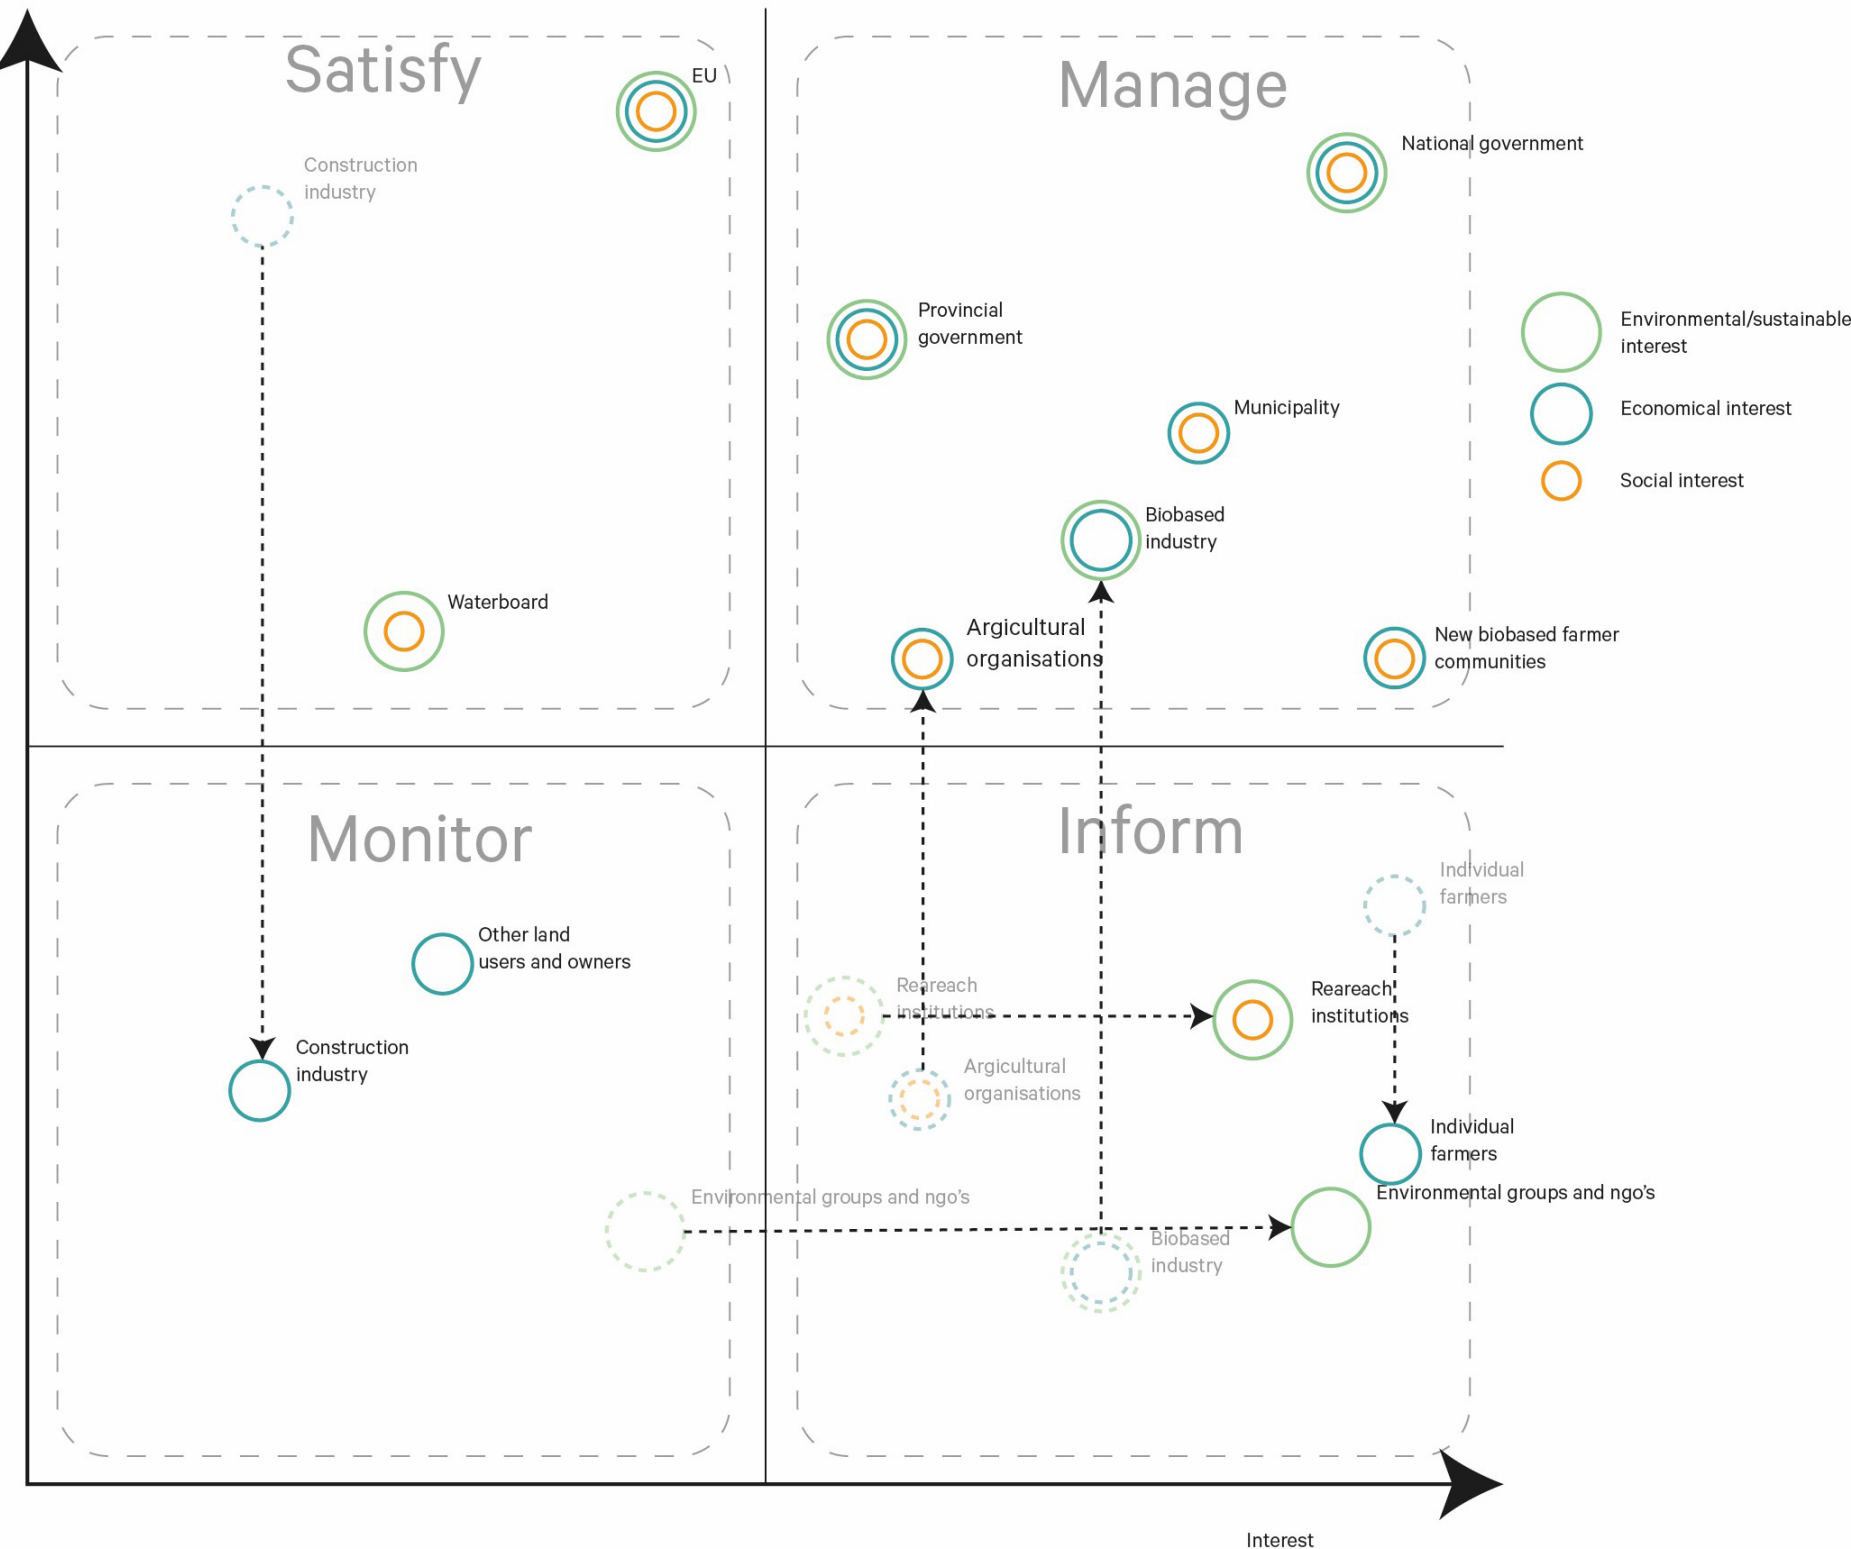 Satisfy
EU
Construction
industry
Waterboard
Manage
National government
Provincial
government
Municipality
Biobased
industry
Argicultural
organisations
New biobased farmer
communities
Environmental/sustainable
interest
Economical interest
Social interest
Monitor
Other land
users and owners
Construction
industry
Environmental groups and ngo's
Inform
Individual
farmers
Reareach
institutions
Reareach
institutions
Argicultural
organisations
Individual
farmers
Environmental groups and ngo's
Biobased
industry
Interest